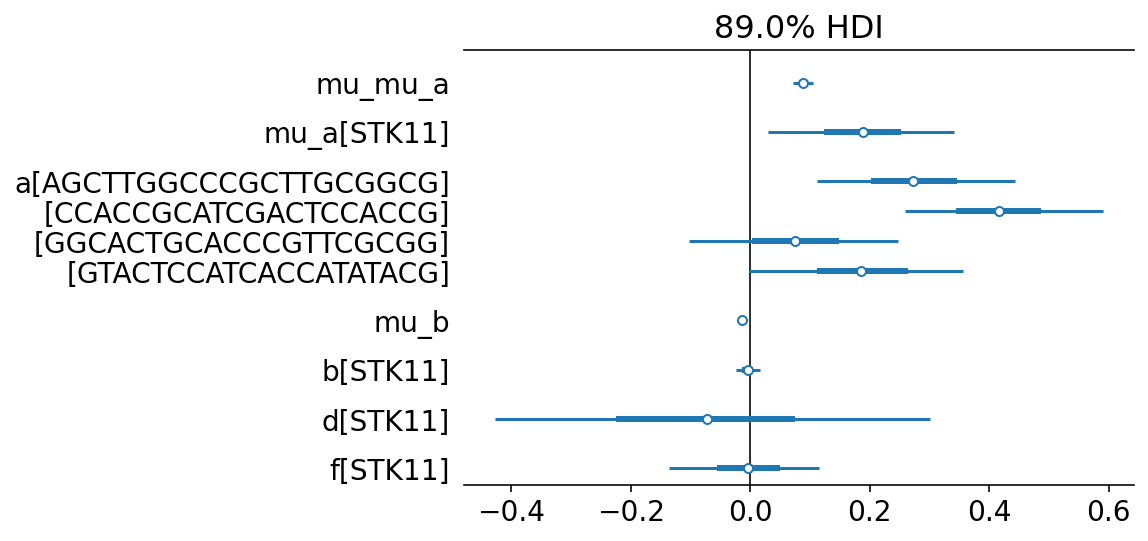 89.0% HDI
mu_mu_a
mu_a[STK11]
a[AGCTTGGCCCGCTTGCGGCG]
[CCACCGCATCGACTCCACCG]
[GGCACTGCACCCGTTCGCGG]
[GTACTCCATCACCATATACG]
mu_b
b[STK11]
d[STK11]
f[STK11]
−0.4 −0.2 0.0 0.2 0.4 0.6